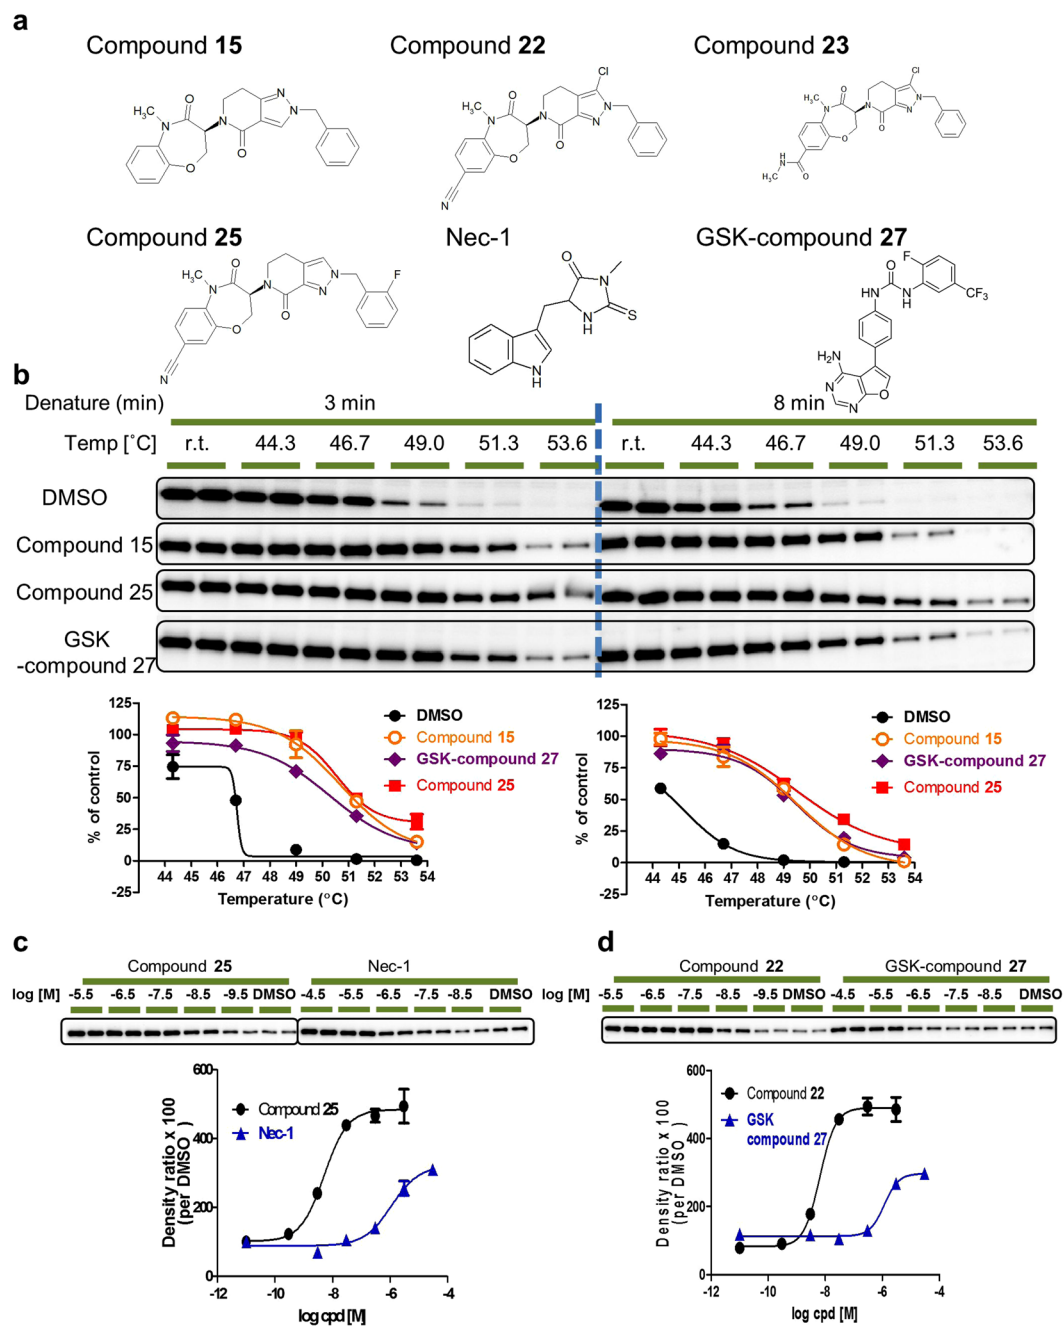 a
Compound 15
Compound 22
Compound 23
H₃C
N
O
N
O
O
N
N
H₃C
N
O
N
O
O
Cl
N
N
N
H₃C
N
O
N
O
O
Cl
N
N
H
N
H₃C
O
Compound 25
Nec-1
GSK-compound 27
H₃C
N
O
N
O
O
N
N
F
N
O
N
NH
S
NH
F
O
NH
NH
CF₃
H₂N
N
N
O
b
Denature (min)
3 min
8 min
Temp [˚C]
r.t. 44.3 46.7 49.0 51.3 53.6
r.t. 44.3 46.7 49.0 51.3 53.6
DMSO
Compound 15
Compound 25
GSK
-compound 27
% of control
125
100
75
50
25
0
-25
44 45 46 47 48 49 50 51 52 53 54
Temperature (°C)
DMSO
Compound 15
GSK-compound 27
Compound 25
% of control
125
100
75
50
25
0
-25
44 45 46 47 48 49 50 51 52 53 54
Temperature (°C)
DMSO
Compound 15
GSK-compound 27
Compound 25
c
Compound 25
Nec-1
log [M]
-5.5 -6.5 -7.5 -8.5 -9.5 DMSO
-4.5 -5.5 -6.5 -7.5 -8.5 DMSO
Density ratio x 100
(per DMSO )
600
400
200
0
-12 -10 -8 -6 -4
log cpd [M]
Compound 25
Nec-1
d
Compound 22
GSK-compound 27
log [M]
-5.5 -6.5 -7.5 -8.5 -9.5 DMSO
-4.5 -5.5 -6.5 -7.5 -8.5 DMSO
Density ratio x 100
(per DMSO )
600
400
200
0
-12 -10 -8 -6 -4
log cpd [M]
Compound 22
GSK
compound 27